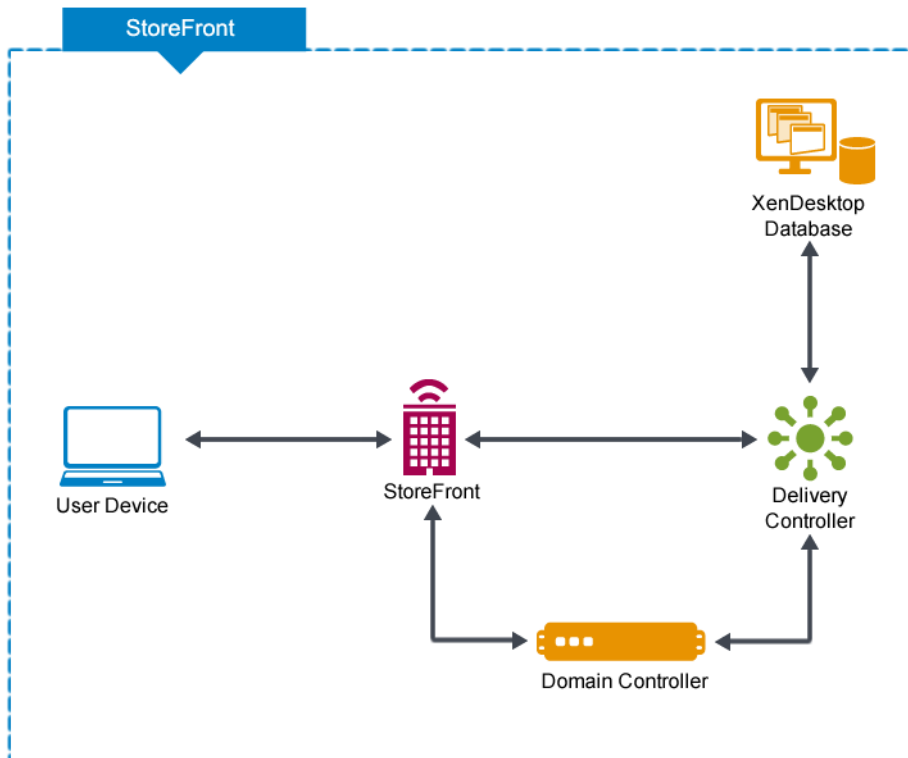 StoreFront
XenDesktop
Database
User Device
StoreFront
Delivery
Controller
Domain Controller